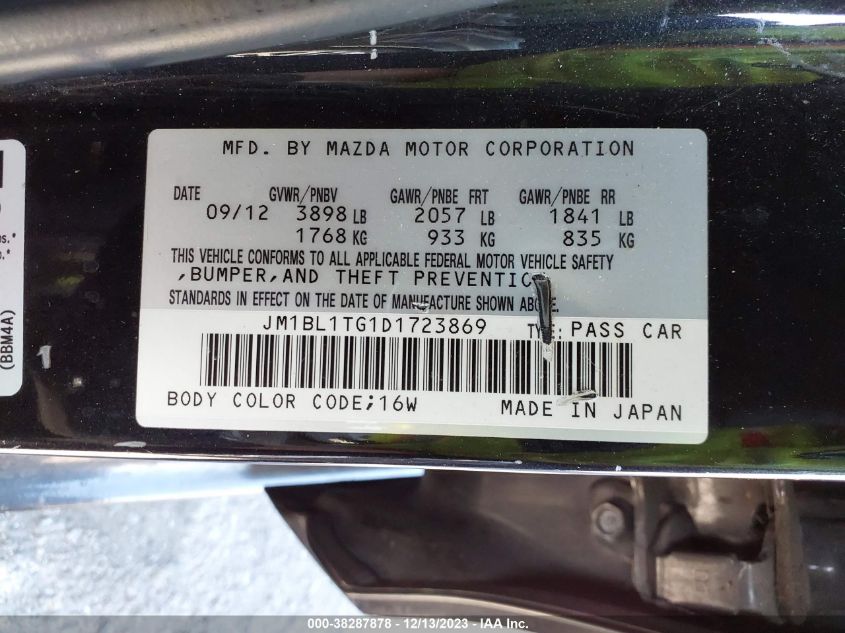 MFD. BY MAZDA MOTOR CORPORATION
DATE GVWR/PNBV GAWR/PNBE FRT GAWR/PNBE RR
09/12 3898 LB 2057 LB 1841 LB
1768 KG 933 KG 835 KG
THIS VEHICLE CONFORMS TO ALL APPLICABLE FEDERAL MOTOR VEHICLE SAFETY
,BUMPER,AND THEFT PREVENTIO
STANDARDS IN EFFECT ON THE DATE OF MANUFACTURE SHOWN ABOVE.
JM1BL1TG1D1723869 TYPE: PASS CAR
BODY COLOR CODE;16W MADE IN JAPAN
(BBM4A)
000-38287878 - 12/13/2023 - IAA Inc.